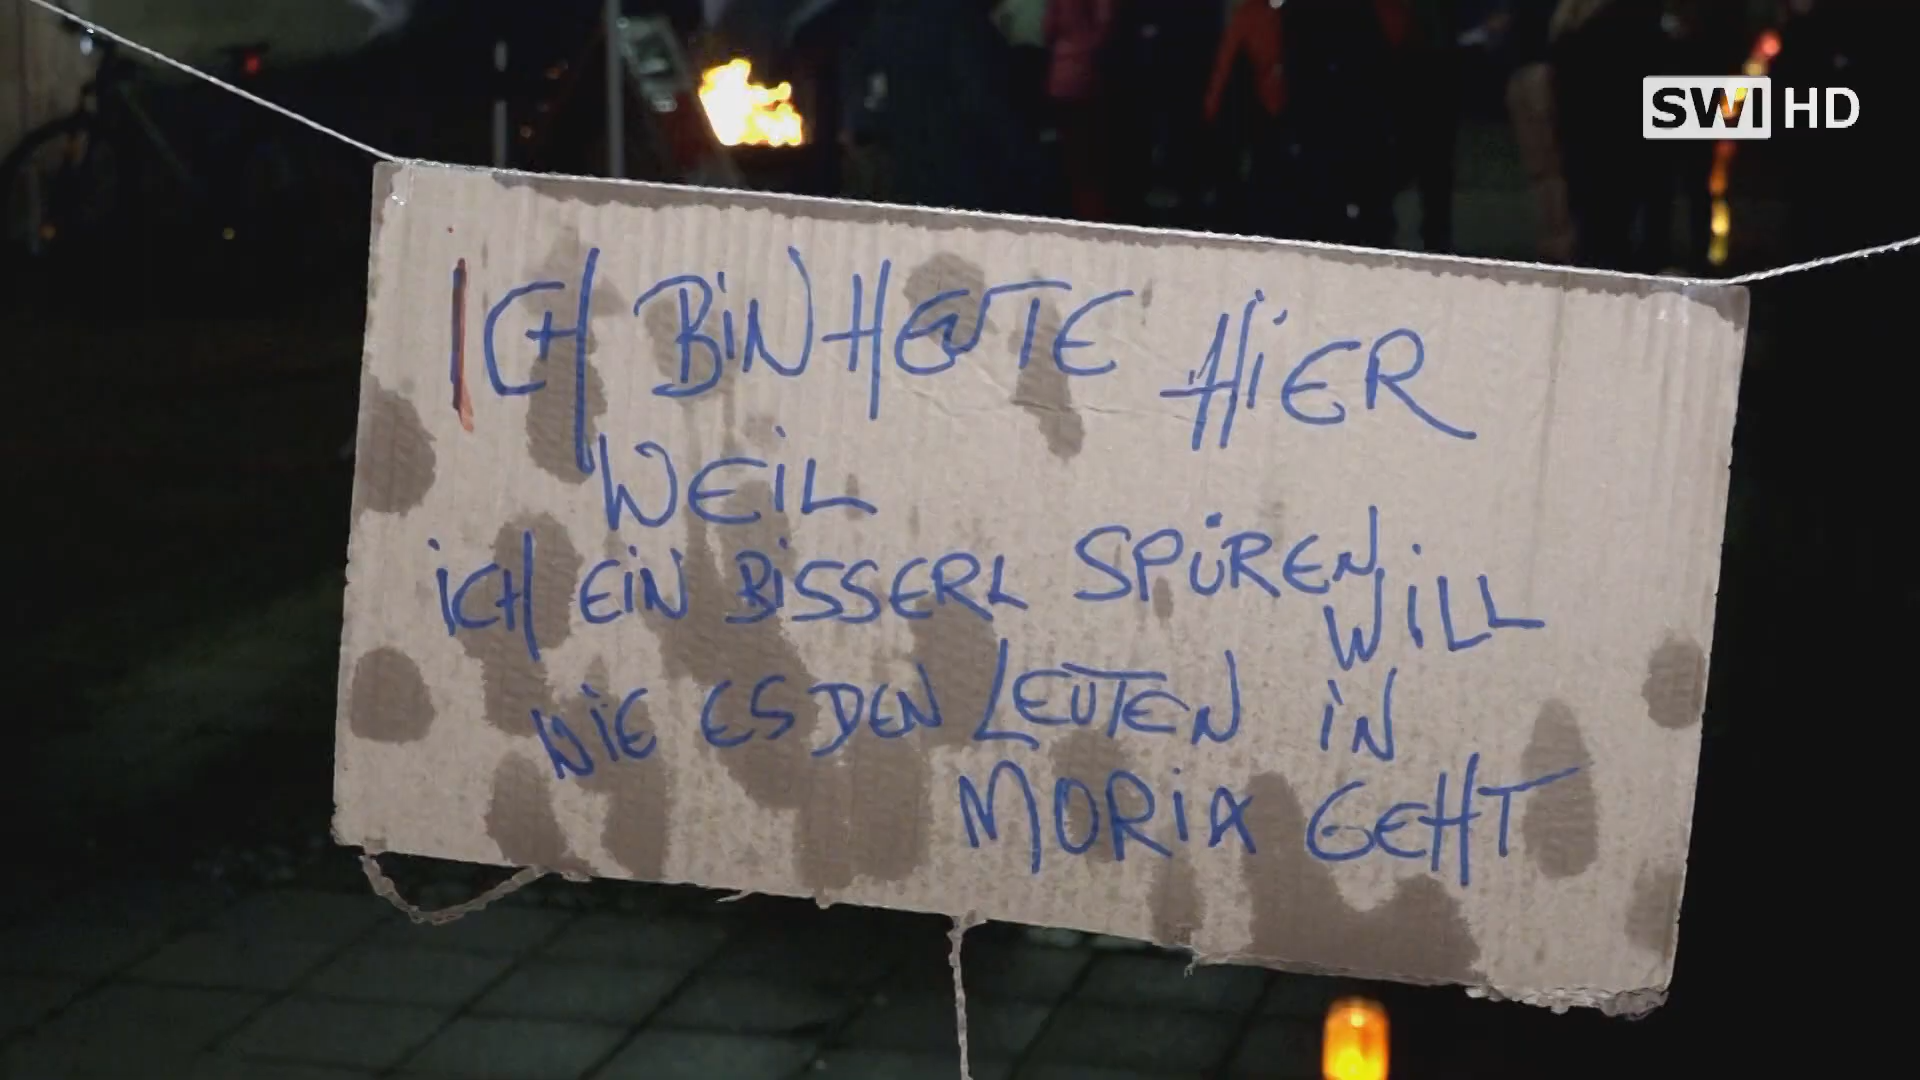 SWI HD
ICH BIN HEUTE HIER
WEIL
ICH EIN BISSERL SPÜREN WILL
WIE ES DEN LEUTEN IN
MORIA GEHT